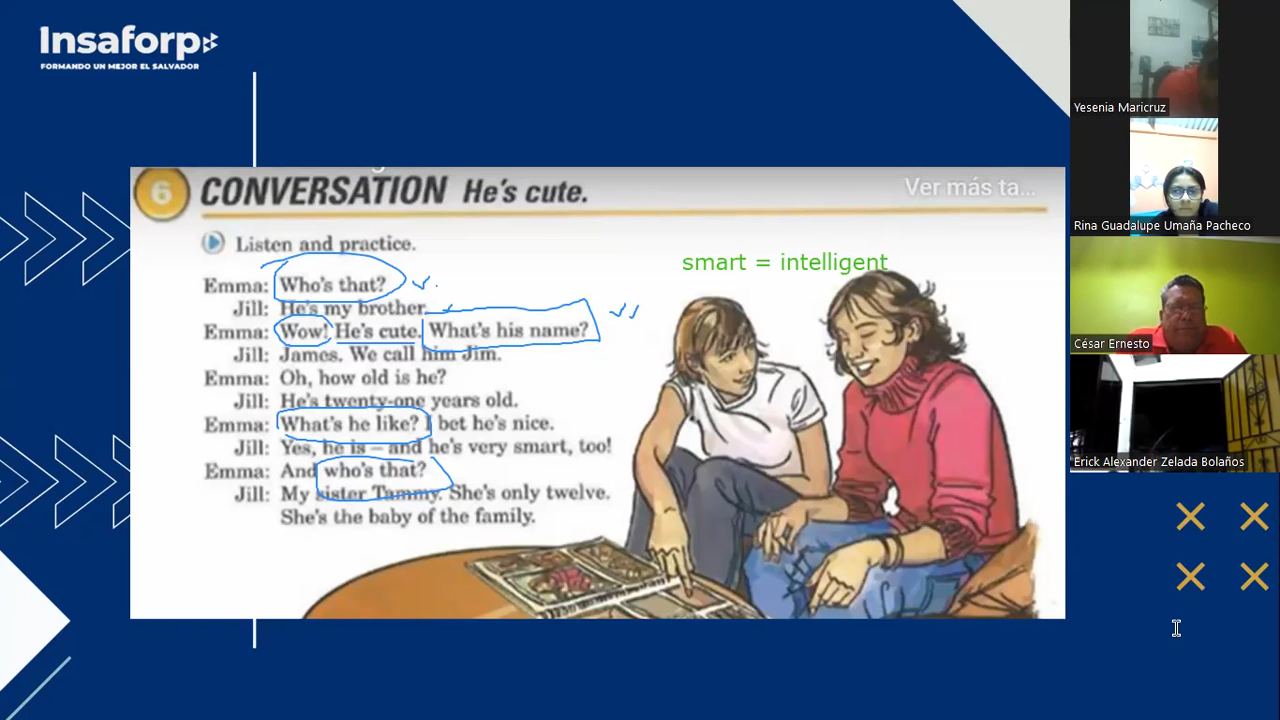 Insaforp
FORMANDO UN MEJOR EL SALVADOR
6 CONVERSATION He's cute.
Ver más ta...
Listen and practice.
smart = intelligent
Emma: Who's that?
Jill: He's my brother.
Emma: Wow! He's cute. What's his name?
Jill: James. We call him Jim.
Emma: Oh, how old is he?
Jill: He's twenty-one years old.
Emma: What's he like? I bet he's nice.
Jill: Yes, he is – and he's very smart, too!
Emma: And who's that?
Jill: My sister Tammy. She's only twelve.
She's the baby of the family.
Yesenia Maricruz
Rina Guadalupe Umaña Pacheco
César Ernesto
Erick Alexander Zelada Bolaños